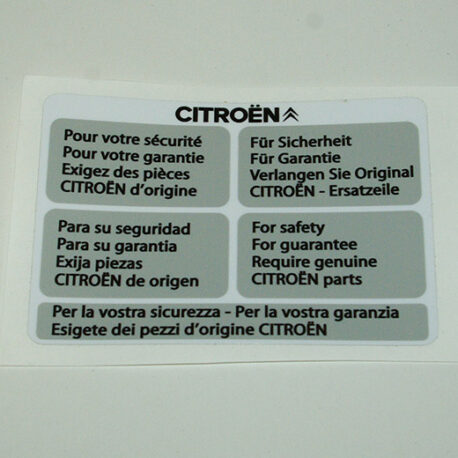 CITROËN
Pour votre sécurité
Pour votre garantie
Exigez des pièces
CITROËN d'origine
Für Sicherheit
Für Garantie
Verlangen Sie Original
CITROËN - Ersatzeile
Para su seguridad
Para su garantia
Exija piezas
CITROËN de origen
For safety
For guarantee
Require genuine
CITROËN parts
Per la vostra sicurezza - Per la vostra garanzia
Esigete dei pezzi d'origine CITROËN